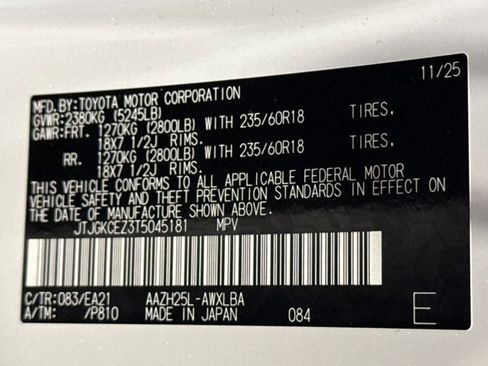 11/25
MFD.BY:TOYOTA MOTOR CORPORATION
GVWR:2380KG (5245LB)
GAWR:FRT. 1270KG (2800LB) WITH 235/60R18 TIRES,
18X7 1/2J RIMS.
RR. 1270KG (2800LB) WITH 235/60R18 TIRES,
18X7 1/2J RIMS.
THIS VEHICLE CONFORMS TO ALL APPLICABLE FEDERAL MOTOR
VEHICLE SAFETY AND THEFT PREVENTION STANDARDS IN EFFECT ON
THE DATE OF MANUFACTURE SHOWN ABOVE.
JTJGKCEZ3T5045181 MPV
C/TR:083/EA21 AAZH25L-AWXLBA
A/TM: /P810 MADE IN JAPAN 084 E